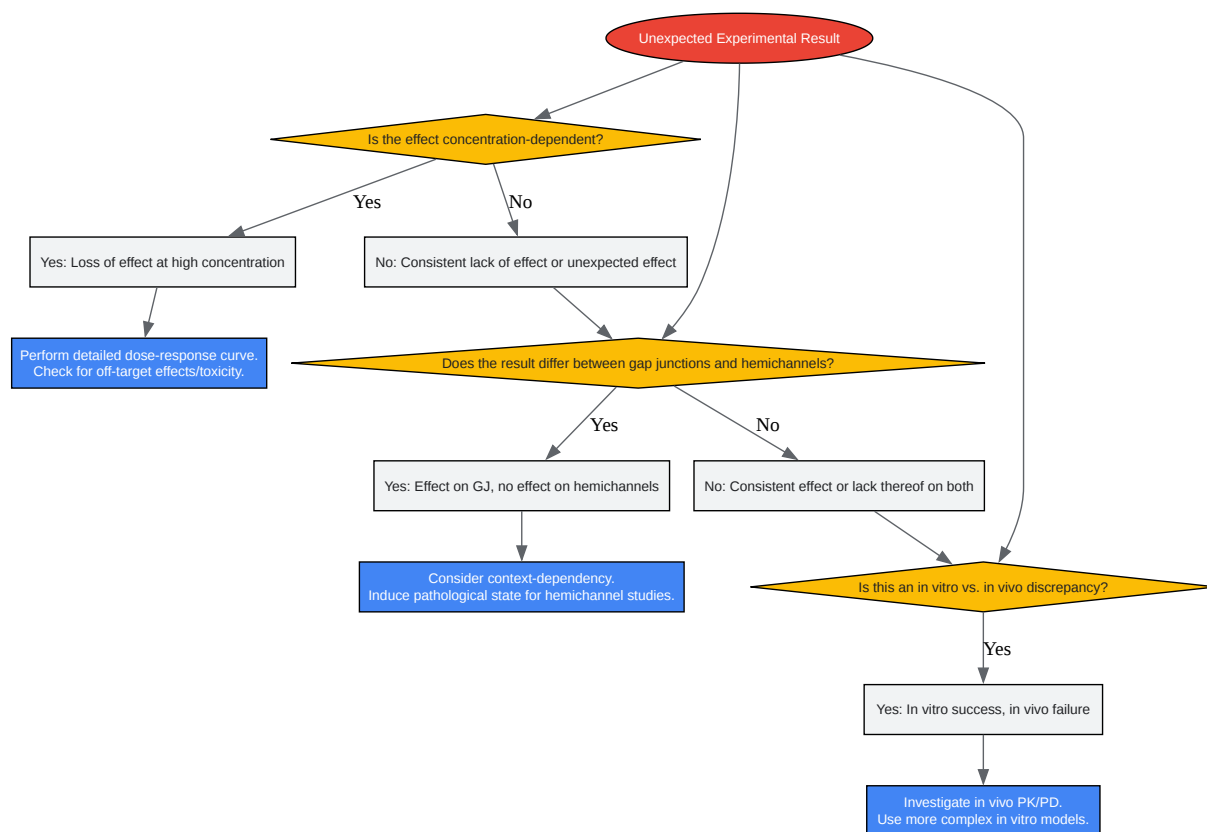 Unexpected Experimental Result
Is the effect concentration-dependent?
Yes
No
Yes: Loss of effect at high concentration
No: Consistent lack of effect or unexpected effect
Perform detailed dose-response curve.
Check for off-target effects/toxicity.
Does the result differ between gap junctions and hemichannels?
Yes
No
Yes: Effect on GJ, no effect on hemichannels
No: Consistent effect or lack thereof on both
Consider context-dependency.
Induce pathological state for hemichannel studies.
Is this an in vitro vs. in vivo discrepancy?
Yes
Yes: In vitro success, in vivo failure
Investigate in vivo PK/PD.
Use more complex in vitro models.